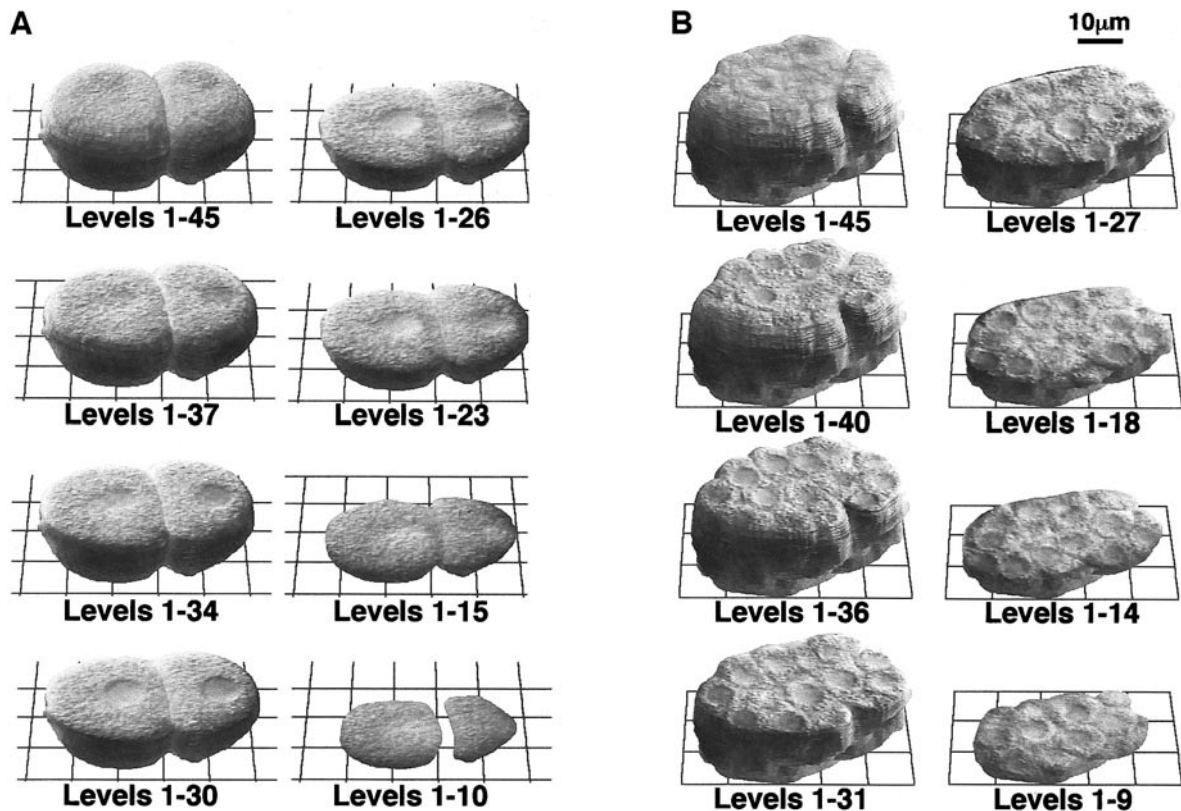 A
B
10μm
Levels 1-45
Levels 1-26
Levels 1-45
Levels 1-27
Levels 1-37
Levels 1-23
Levels 1-40
Levels 1-18
Levels 1-34
Levels 1-15
Levels 1-36
Levels 1-14
Levels 1-30
Levels 1-10
Levels 1-31
Levels 1-9